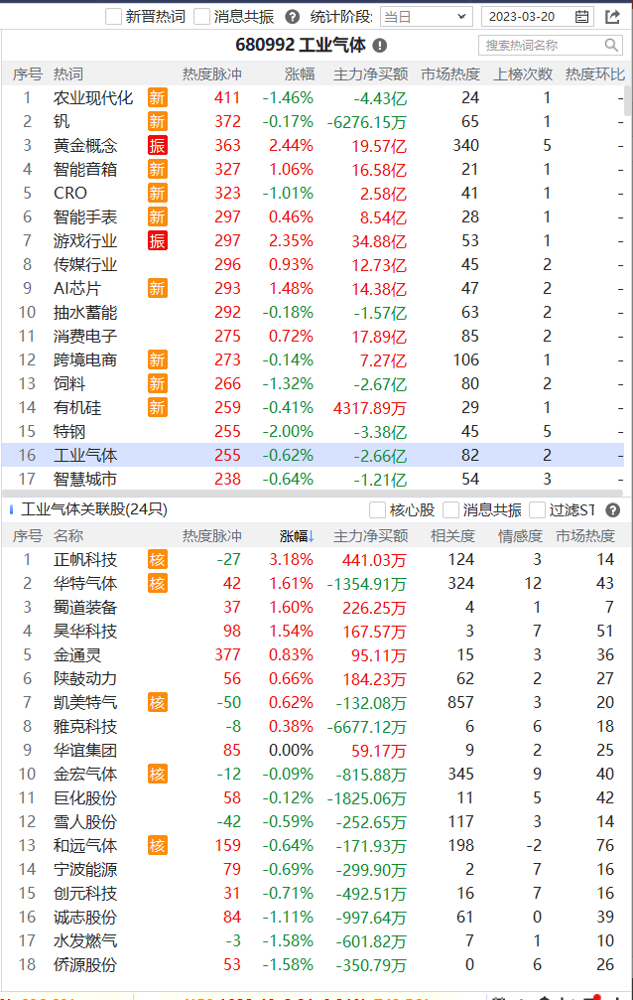 新晋热词 消息共振 ? 统计阶段: 当日 2023-03-20
680992 工业气体 ! 搜索热词名称
序号 热词 热度脉冲 涨幅 主力净买额 市场热度 上榜次数 热度环比
1 农业现代化 新 411 -1.46% -4.43亿 24 1 -
2 钒 新 372 -0.17% -6276.15万 65 1 -
3 黄金概念 振 363 2.44% 19.57亿 340 5 -
4 智能音箱 新 327 1.06% 16.58亿 21 1 -
5 CRO 新 323 -1.01% 2.58亿 41 1 -
6 智能手表 新 297 0.46% 8.54亿 28 1 -
7 游戏行业 振 297 2.35% 34.88亿 53 1 -
8 传媒行业 296 0.93% 12.73亿 45 2 -
9 AI芯片 新 293 1.48% 14.38亿 47 2 -
10 抽水蓄能 292 -0.18% -1.57亿 63 2 -
11 消费电子 275 0.72% 17.89亿 85 2 -
12 跨境电商 新 273 -0.14% 7.27亿 106 1 -
13 饲料 新 266 -1.32% -2.67亿 80 2 -
14 有机硅 新 259 -0.41% 4317.89万 29 1 -
15 特钢 255 -2.00% -3.38亿 45 5 -
16 工业气体 255 -0.62% -2.66亿 82 2 -
17 智慧城市 238 -0.64% -1.21亿 54 3 -
工业气体关联股(24只) 核心股 消息共振 过滤ST ?
序号 名称 热度脉冲 涨幅↓ 主力净买额 相关度 情感度 市场热度
1 正帆科技 核 -27 3.18% 441.03万 124 3 14
2 华特气体 核 42 1.61% -1354.91万 324 12 43
3 蜀道装备 37 1.60% 226.25万 4 1 7
4 昊华科技 98 1.54% 167.57万 3 7 51
5 金通灵 377 0.83% 95.11万 15 3 36
6 陕鼓动力 56 0.66% 184.23万 62 2 27
7 凯美特气 核 -50 0.62% -132.08万 857 3 20
8 雅克科技 -8 0.38% -6677.12万 6 6 18
9 华谊集团 85 0.00% 59.17万 9 2 25
10 金宏气体 核 -12 -0.09% -815.88万 345 9 40
11 巨化股份 58 -0.12% -1825.06万 11 5 42
12 雪人股份 -42 -0.59% -252.65万 117 3 14
13 和远气体 核 159 -0.64% -171.93万 198 -2 76
14 宁波能源 79 -0.69% -299.90万 2 7 16
15 创元科技 31 -0.71% -492.51万 16 7 16
16 诚志股份 84 -1.11% -997.64万 61 0 39
17 水发燃气 -3 -1.58% -601.82万 7 1 10
18 侨源股份 53 -1.58% -350.79万 0 6 26